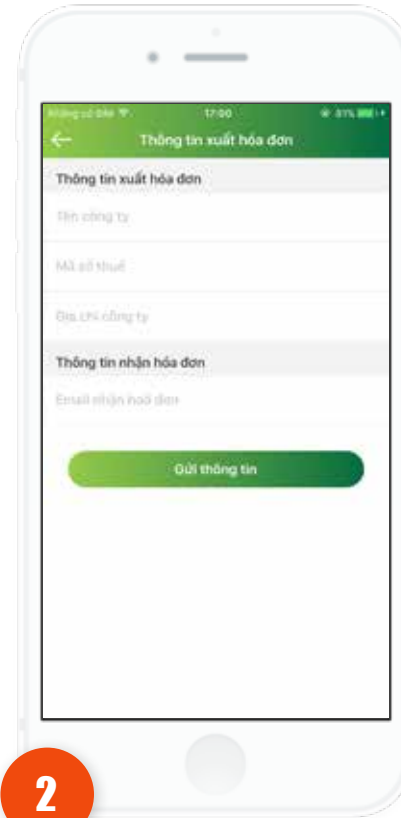 17:00
Thông tin xuất hóa đơn
Thông tin xuất hóa đơn
Tên công ty
Mã số thuế
Địa chỉ công ty
Thông tin nhận hóa đơn
Email nhận hoá đơn
Gửi thông tin
2